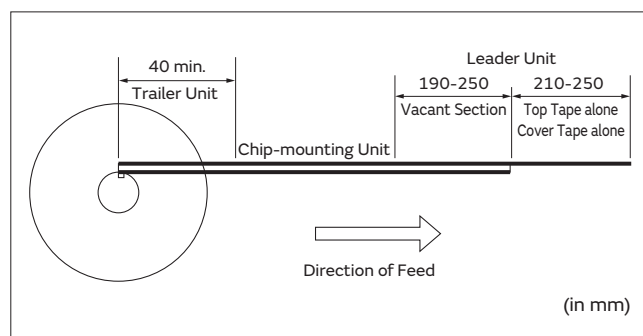 Leader Unit
40 min.
190-250
210-250
Trailer Unit
Vacant Section
Top Tape alone
Cover Tape alone
Chip-mounting Unit
Direction of Feed
(in mm)